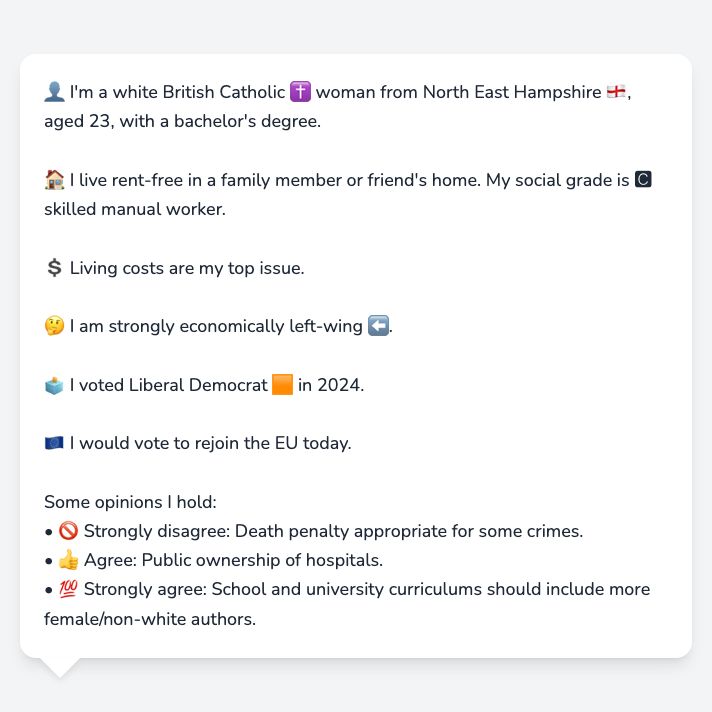 👤 I'm a white British Catholic ✝️ woman from North East Hampshire 🏴󠁧󠁢󠁥󠁮󠁧󠁿,
aged 23, with a bachelor's degree.
🏠 I live rent-free in a family member or friend's home. My social grade is 🅲
skilled manual worker.
💲 Living costs are my top issue.
🤔 I am strongly economically left-wing ⬅️.
🗳️ I voted Liberal Democrat 🟧 in 2024.
🇪🇺 I would vote to rejoin the EU today.
Some opinions I hold:
• 🚫 Strongly disagree: Death penalty appropriate for some crimes.
• 👍 Agree: Public ownership of hospitals.
• 💯 Strongly agree: School and university curriculums should include more
female/non-white authors.